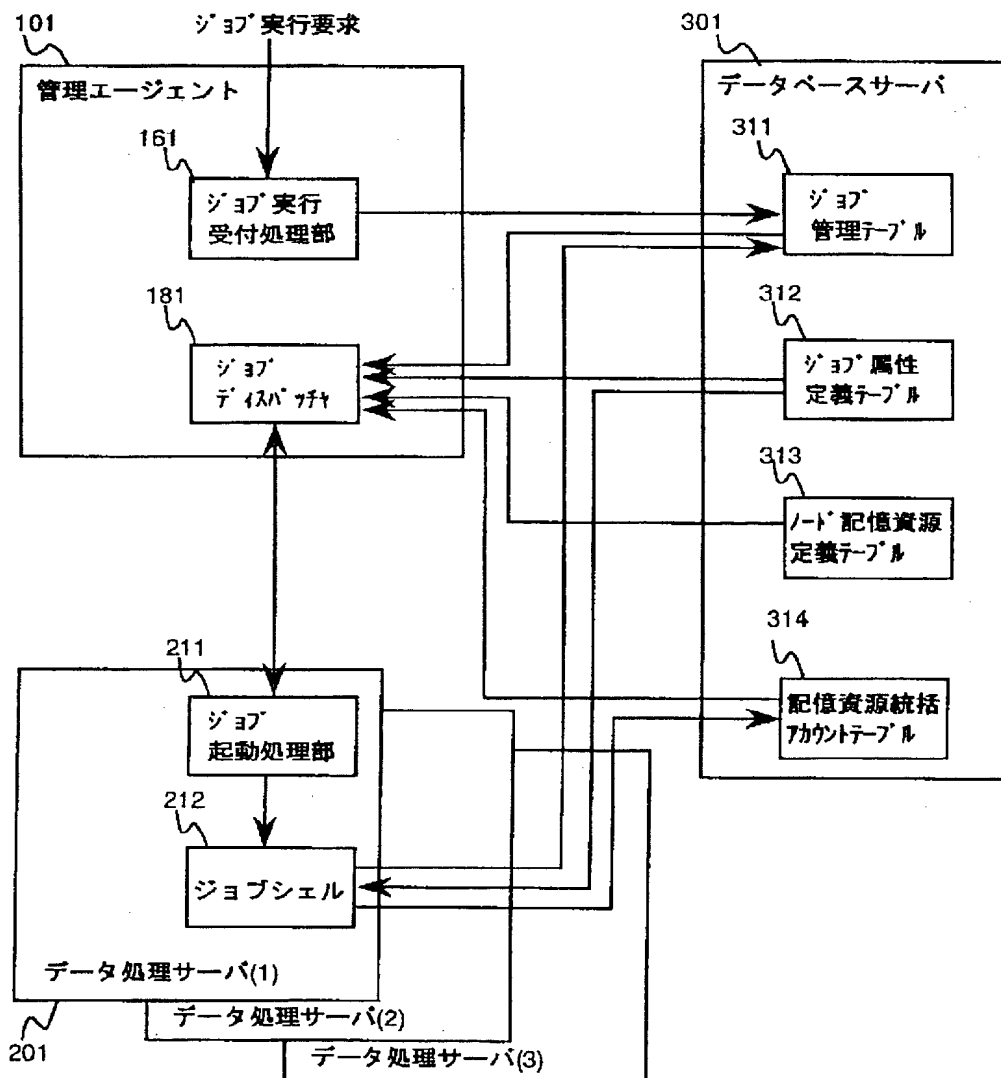 101
ジョブ実行要求
301
管理エージェント
データベースサーバ
161
ジョブ実行
受付処理部
311
ジョブ
管理テーブル
181
ジョブ
ディスパッチャ
312
ジョブ属性
定義テーブル
313
ノード記憶資源
定義テーブル
314
記憶資源統括
アカウントテーブル
211
ジョブ
起動処理部
212
ジョブシェル
データ処理サーバ(1)
データ処理サーバ(2)
データ処理サーバ(3)
201